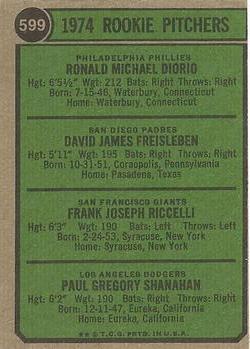 599 1974 ROOKIE PITCHERS
PHILADELPHIA PHILLIES
RONALD MICHAEL DIORIO
Hgt: 6'5½" Wgt: 212 Bats: Right Throws: Right
Born: 7-15-46, Waterbury, Connecticut
Home: Waterbury, Connecticut
SAN DIEGO PADRES
DAVID JAMES FREISLEBEN
Hgt: 5'11" Wgt: 195 Bats: Right Throws: Right
Born: 10-31-51, Coraopolis, Pennsylvania
Home: Pasadena, Texas
SAN FRANCISCO GIANTS
FRANK JOSEPH RICCELLI
Hgt: 6'3" Wgt: 190 Bats: Left Throws: Left
Born: 2-24-53, Syracuse, New York
Home: Syracuse, New York
LOS ANGELES DODGERS
PAUL GREGORY SHANAHAN
Hgt: 6'2" Wgt: 190 Bats: Right Throws: Right
Born: 12-11-47, Eureka, California
Home: Eureka, California
** © T.C.G. PRTD. IN U.S.A.